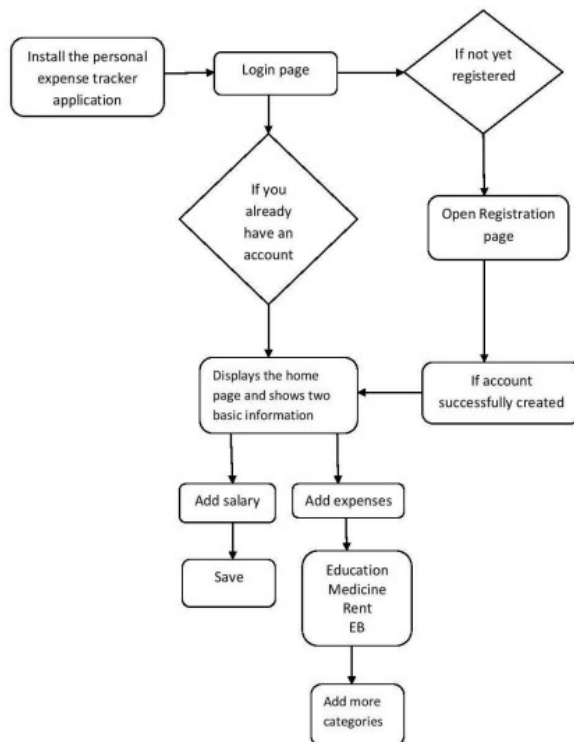 Install the personal
expense tracker
application
Login page
If not yet
registered
If you
already
have an
account
Open Registration
page
Displays the home
page and shows two
basic information
If account
successfully created
Add salary
Add expenses
Save
Education
Medicine
Rent
EB
Add more
categories